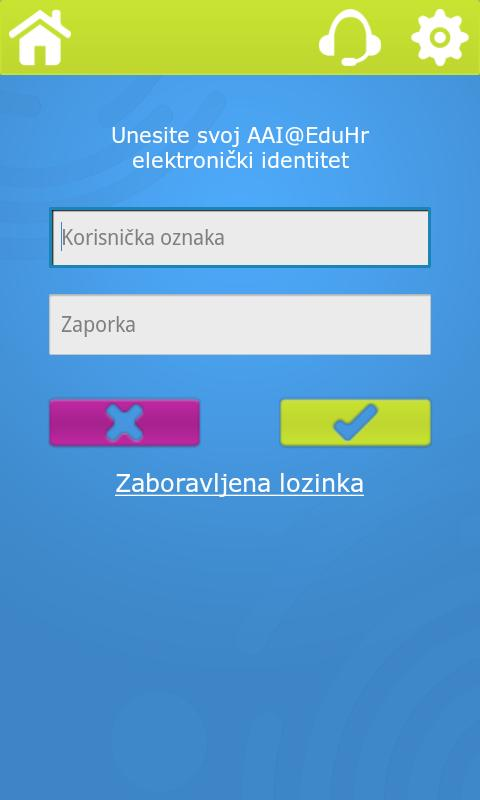 Unesite svoj AAI@EduHr
elektronički identitet
Korisnička oznaka
Zaporka
Zaboravljena lozinka